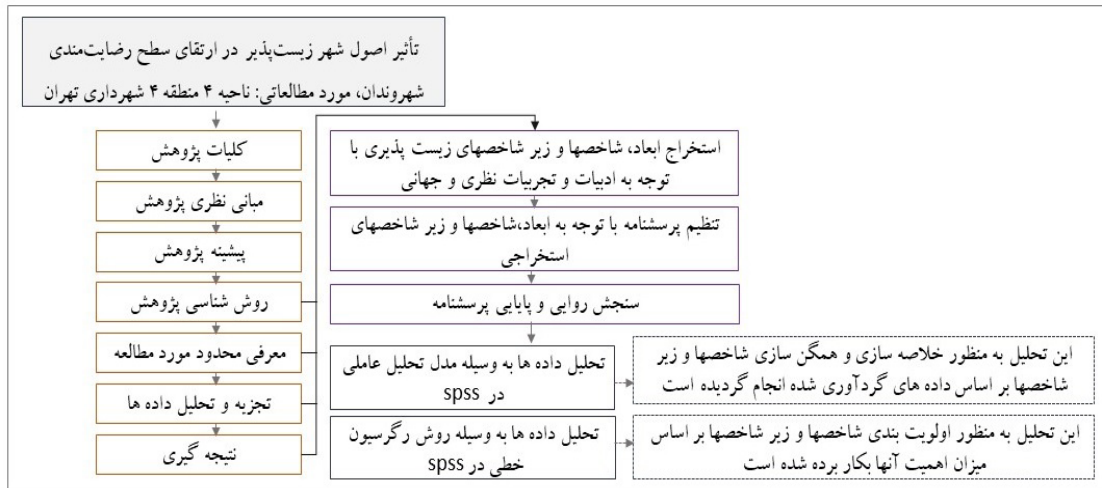 تأثیر اصول شهر زیست‌پذیر در ارتقای سطح رضایت‌مندی
شهروندان، مورد مطالعاتی: ناحیه ۴ منطقه ۴ شهرداری تهران
کلیات پژوهش
مبانی نظری پژوهش
پیشینه پژوهش
روش شناسی پژوهش
معرفی محدود مورد مطالعه
تجزیه و تحلیل داده ها
نتیجه گیری
استخراج ابعاد، شاخصها و زیر شاخصهای زیست پذیری با
توجه به ادبیات و تجربیات نظری و جهانی
تنظیم پرسشنامه با توجه به ابعاد،شاخصها و زیر شاخصهای
استخراجی
سنجش روایی و پایایی پرسشنامه
تحلیل داده ها به وسیله مدل تحلیل عاملی
در spss
این تحلیل به منظور خلاصه سازی و همگن سازی شاخصها و زیر
شاخصها بر اساس داده های گردآوری شده انجام گردیده است
تحلیل داده ها به وسیله روش رگرسیون
خطی در spss
این تحلیل به منظور اولویت بندی شاخصها و زیر شاخصها بر اساس
میزان اهمیت آنها بکار برده شده است